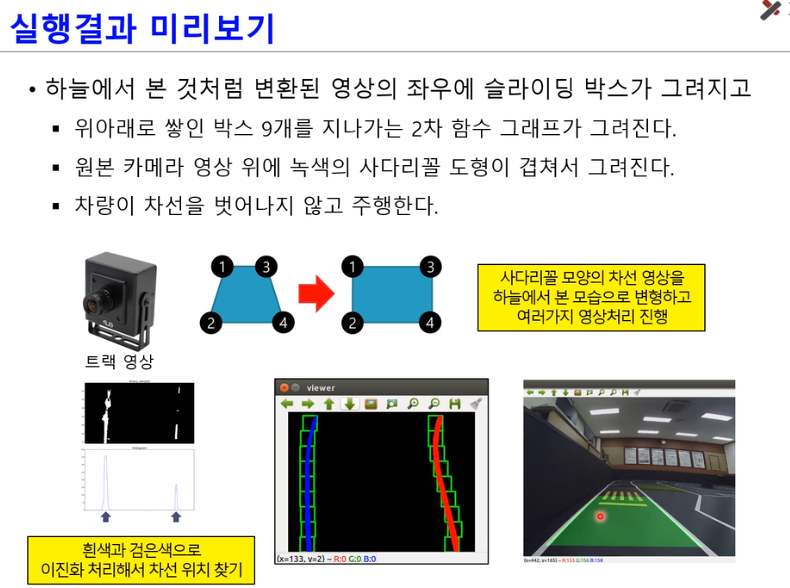 실행결과 미리보기
• 하늘에서 본 것처럼 변환된 영상의 좌우에 슬라이딩 박스가 그려지고
▪ 위아래로 쌓인 박스 9개를 지나가는 2차 함수 그래프가 그려진다.
▪ 원본 카메라 영상 위에 녹색의 사다리꼴 도형이 겹쳐서 그려진다.
▪ 차량이 차선을 벗어나지 않고 주행한다.
1 3
2 4
1 3
2 4
사다리꼴 모양의 차선 영상을
하늘에서 본 모습으로 변형하고
여러가지 영상처리 진행
트랙 영상
viewer
(x=133, y=2) ~ R:0 G:0 B:0
흰색과 검은색으로
이진화 처리해서 차선 위치 찾기